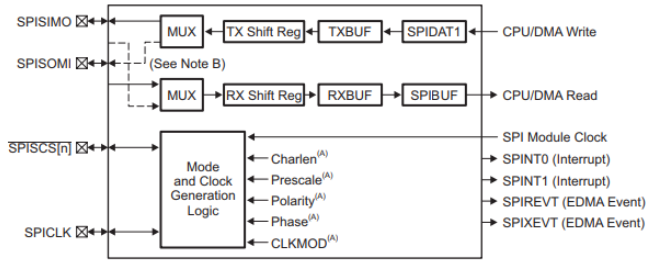 SPISIMO MUX TX Shift Reg TXBUF SPIDAT1 CPU/DMA Write
SPISOMI (See Note B)
MUX RX Shift Reg RXBUF SPIBUF CPU/DMA Read
SPI Module Clock
SPISCS[n] Charlen(A) SPINT0 (Interrupt)
Mode
and Clock
Generation
Logic
Prescale(A) SPINT1 (Interrupt)
Polarity(A) SPIREVT (EDMA Event)
Phase(A) SPIXEVT (EDMA Event)
SPICLK CLKMOD(A)